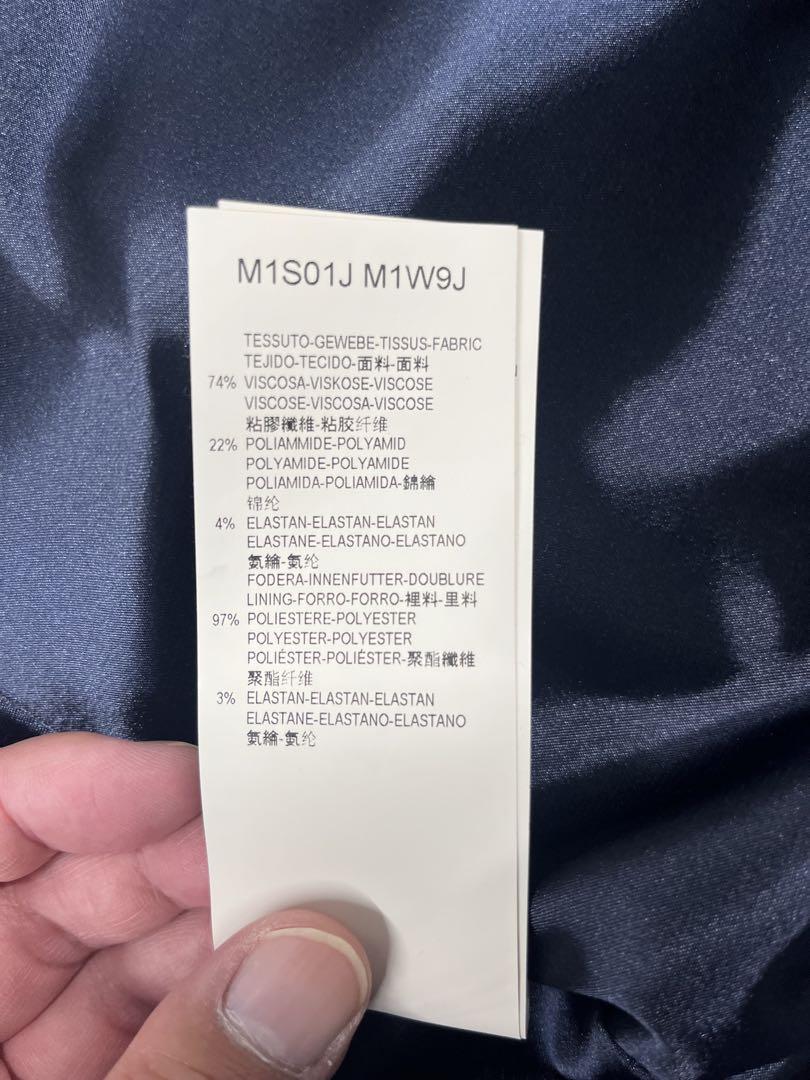 M1S01J M1W9J
TESSUTO-GEWEBE-TISSUS-FABRIC
TEJIDO-TECIDO-面料-面料
74% VISCOSA-VISKOSE-VISCOSE
VISCOSE-VISCOSA-VISCOSE
粘膠纖維-粘胶纤维
22% POLIAMMIDE-POLYAMID
POLYAMIDE-POLYAMIDE
POLIAMIDA-POLIAMIDA-錦綸
锦纶
4% ELASTAN-ELASTAN-ELASTAN
ELASTANE-ELASTANO-ELASTANO
氨綸-氨纶
FODERA-INNENFUTTER-DOUBLURE
LINING-FORRO-FORRO-裡料-里料
97% POLIESTERE-POLYESTER
POLYESTER-POLYESTER
POLIÉSTER-POLIÉSTER-聚酯纖維
聚酯纤维
3% ELASTAN-ELASTAN-ELASTAN
ELASTANE-ELASTANO-ELASTANO
氨綸-氨纶